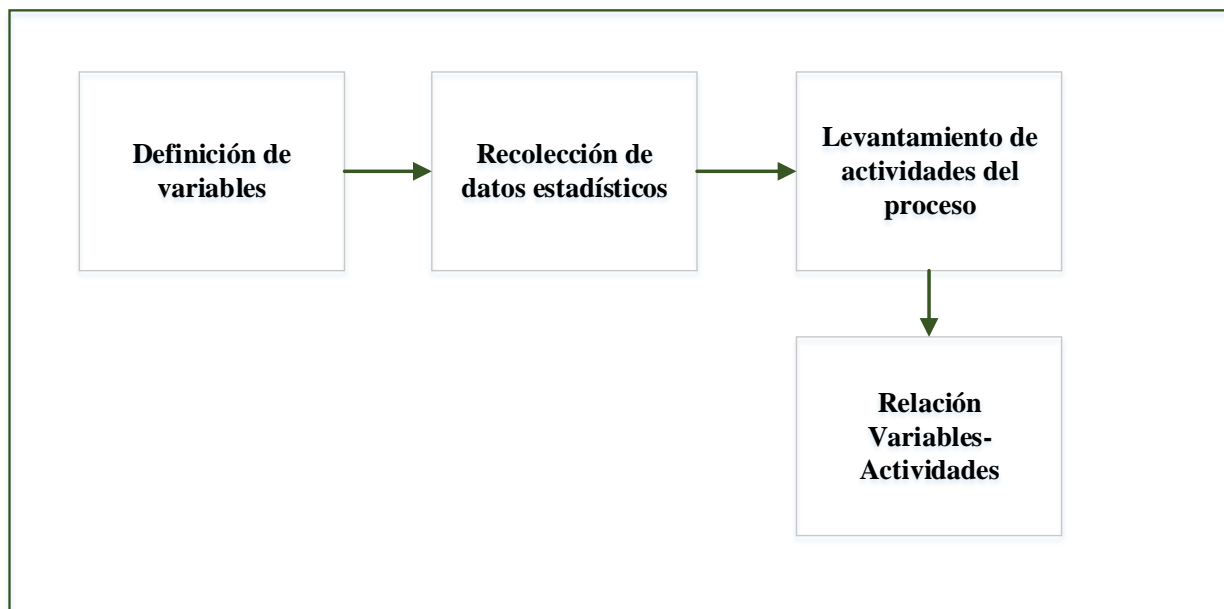 Definición de
variables
Recolección de
datos estadísticos
Levantamiento de
actividades del
proceso
Relación
Variables-
Actividades